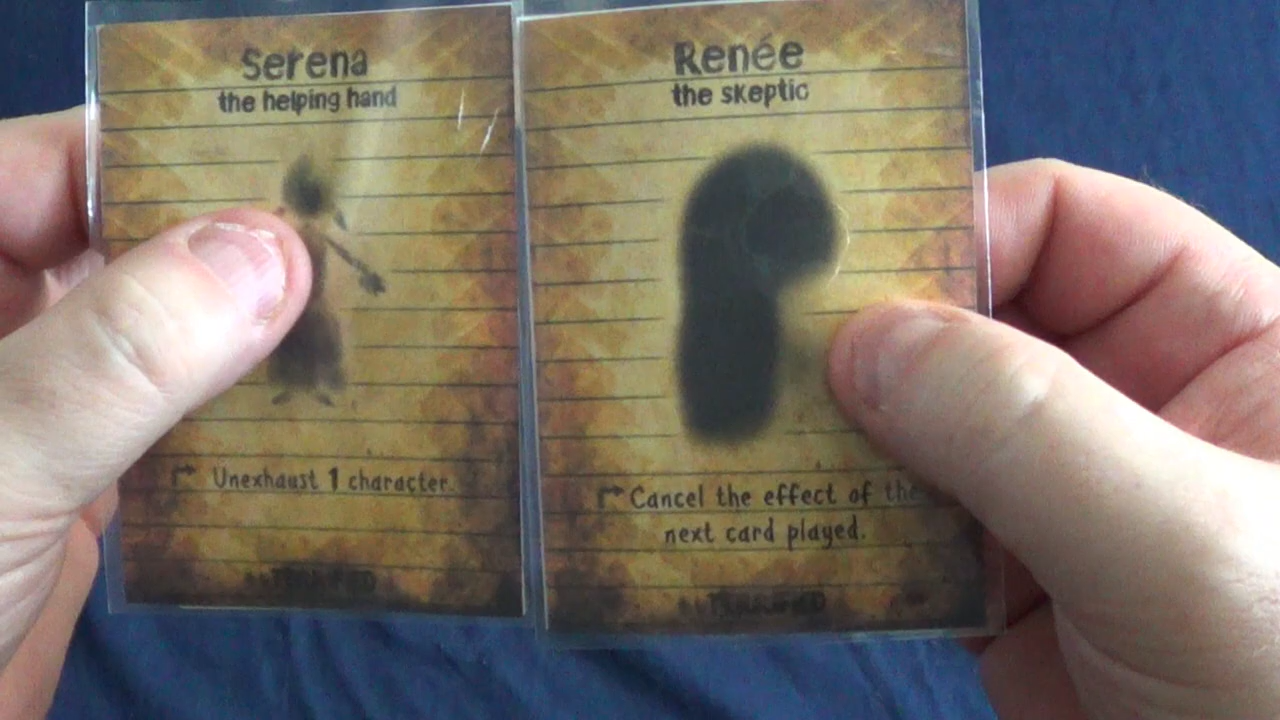 Serena
the helping hand
Unexhaust 1 character.
Renée
the skeptic
Cancel the effect of the
next card played.